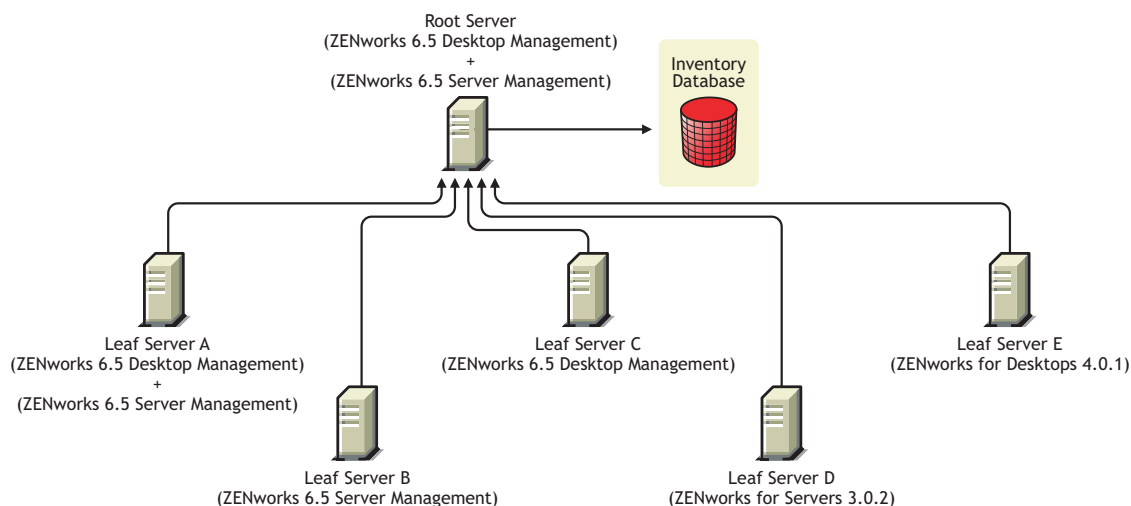 Root Server
(ZENworks 6.5 Desktop Management)
+
(ZENworks 6.5 Server Management)
Inventory
Database
Leaf Server A
(ZENworks 6.5 Desktop Management)
+
(ZENworks 6.5 Server Management)
Leaf Server C
(ZENworks 6.5 Desktop Management)
Leaf Server E
(ZENworks for Desktops 4.0.1)
Leaf Server B
(ZENworks 6.5 Server Management)
Leaf Server D
(ZENworks for Servers 3.0.2)